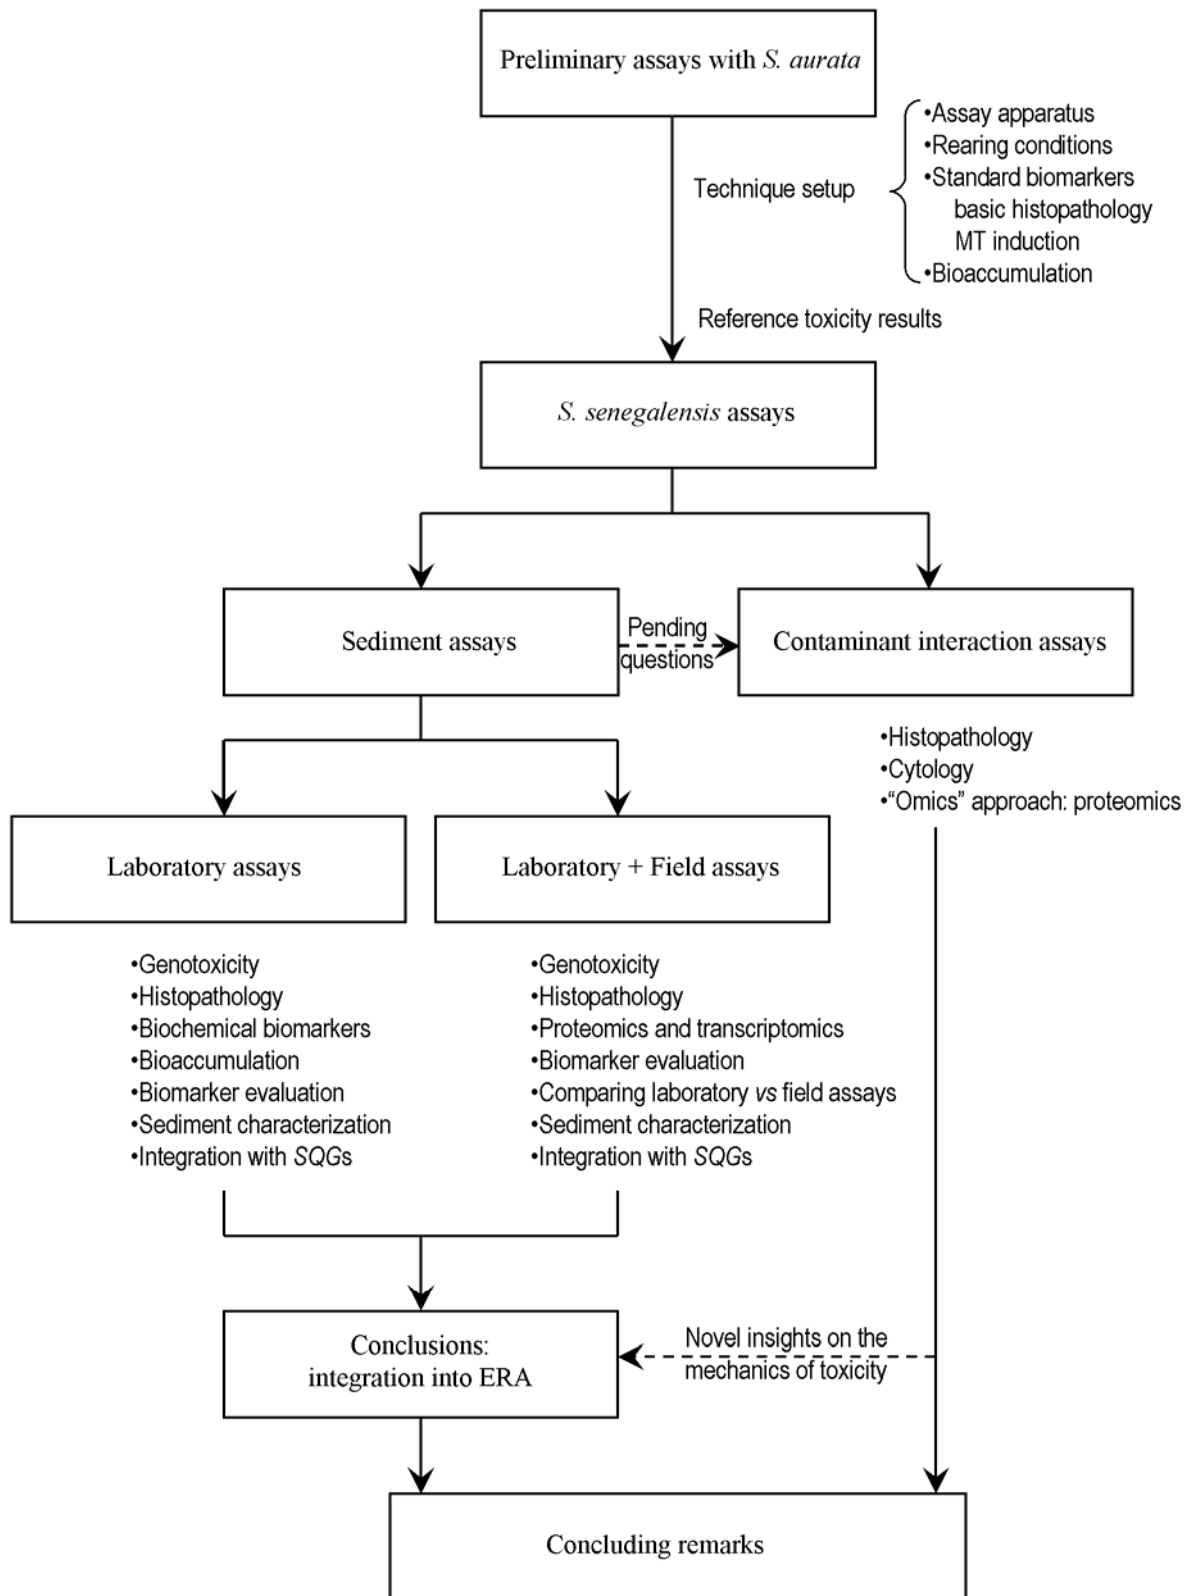 Preliminary assays with S. aurata
•Assay apparatus
•Rearing conditions
•Standard biomarkers
basic histopathology
MT induction
•Bioaccumulation
Technique setup
Reference toxicity results
S. senegalensis assays
Sediment assays
Pending
questions
Contaminant interaction assays
•Histopathology
•Cytology
•“Omics” approach: proteomics
Laboratory assays
Laboratory + Field assays
•Genotoxicity
•Histopathology
•Biochemical biomarkers
•Bioaccumulation
•Biomarker evaluation
•Sediment characterization
•Integration with SQGs
•Genotoxicity
•Histopathology
•Proteomics and transcriptomics
•Biomarker evaluation
•Comparing laboratory vs field assays
•Sediment characterization
•Integration with SQGs
Conclusions:
integration into ERA
Novel insights on the
mechanics of toxicity
Concluding remarks